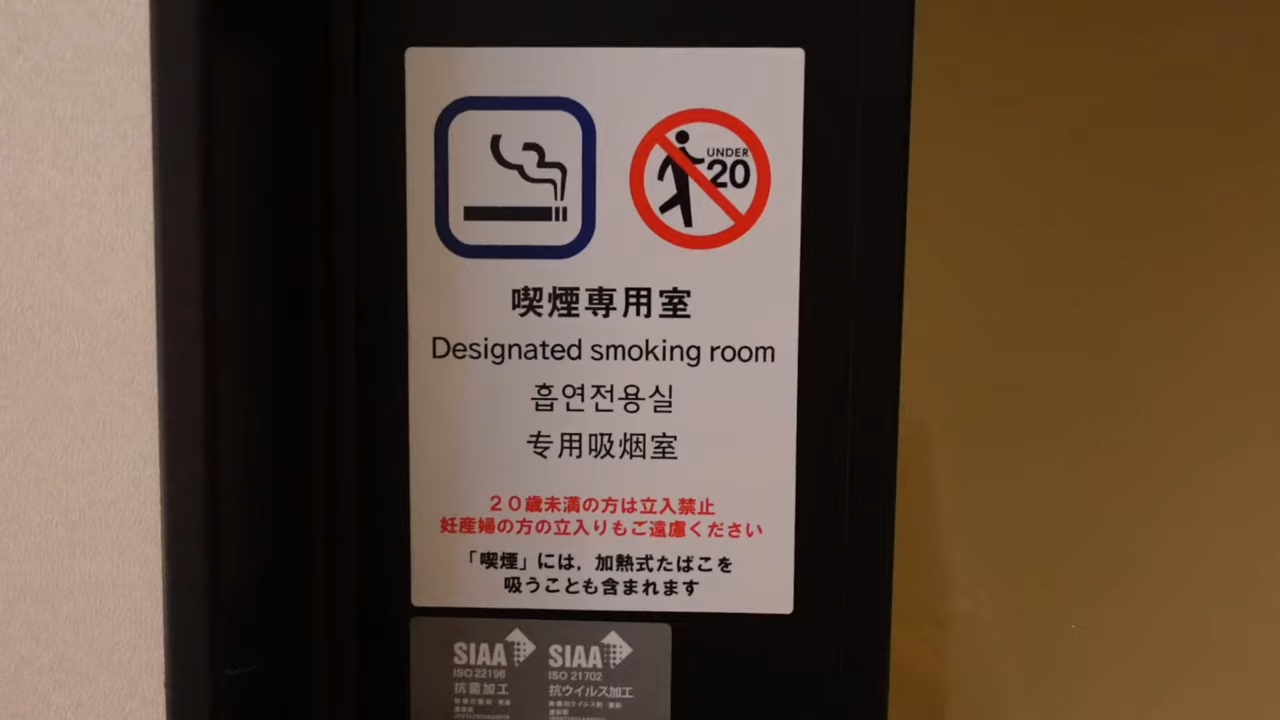 UNDER
20
喫煙専用室
Designated smoking room
흡연전용실
专用吸烟室
20歳未満の方は立入禁止
妊産婦の方の立入りもご遠慮ください
「喫煙」には，加熱式たばこを
吸うことも含まれます
SIAA SIAA
ISO 22196 ISO 21702
抗菌加工 抗ウイルス加工